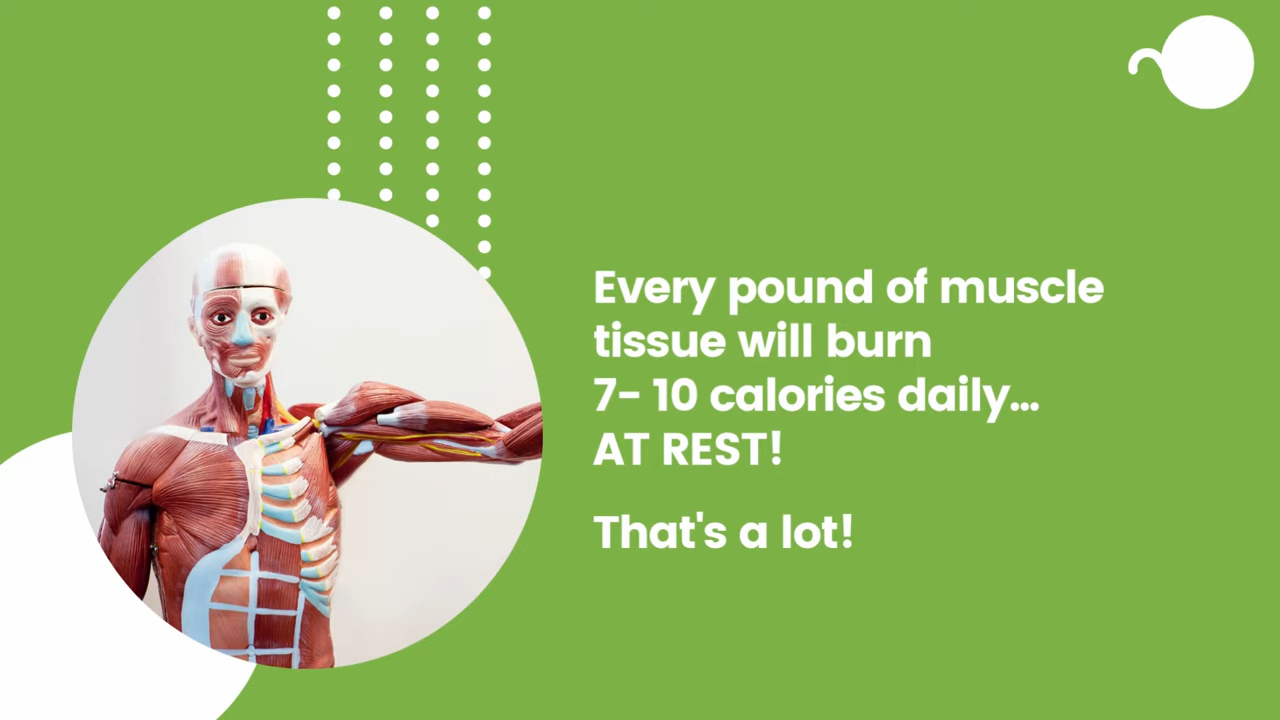 Every pound of muscle
tissue will burn
7- 10 calories daily...
AT REST!
That's a lot!